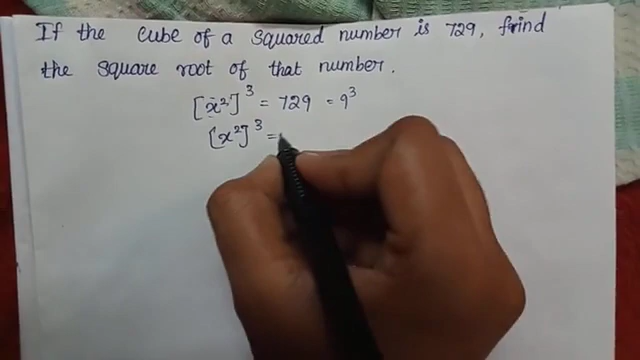 If the cube of a squared number is 729, find
the square root of that number.
[x²]³ = 729 = 9³
[x²]³ =